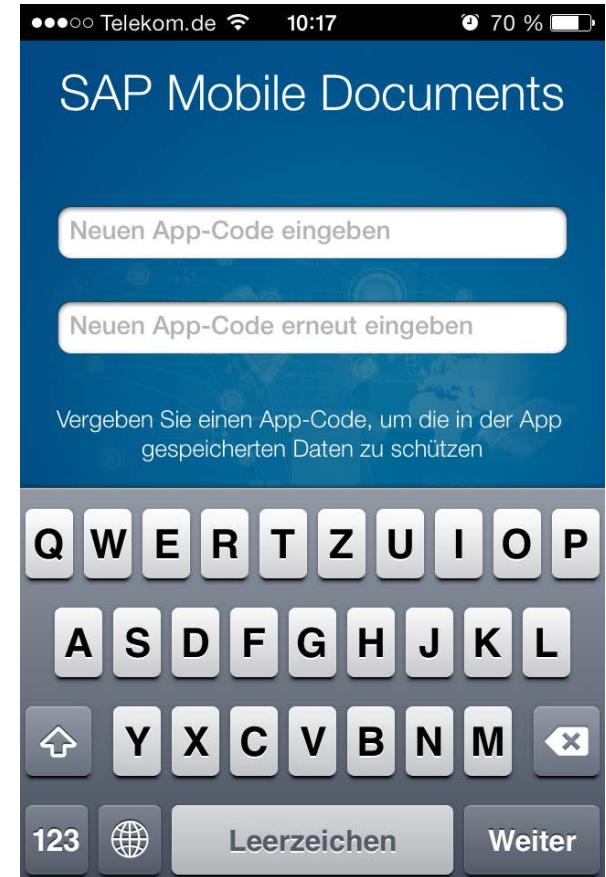 Telekom.de 10:17 70 %
SAP Mobile Documents
Neuen App-Code eingeben
Neuen App-Code erneut eingeben
Vergeben Sie einen App-Code, um die in der App
gespeicherten Daten zu schützen
Q W E R T Z U I O P
A S D F G H J K L
Y X C V B N M
123 Leerzeichen Weiter